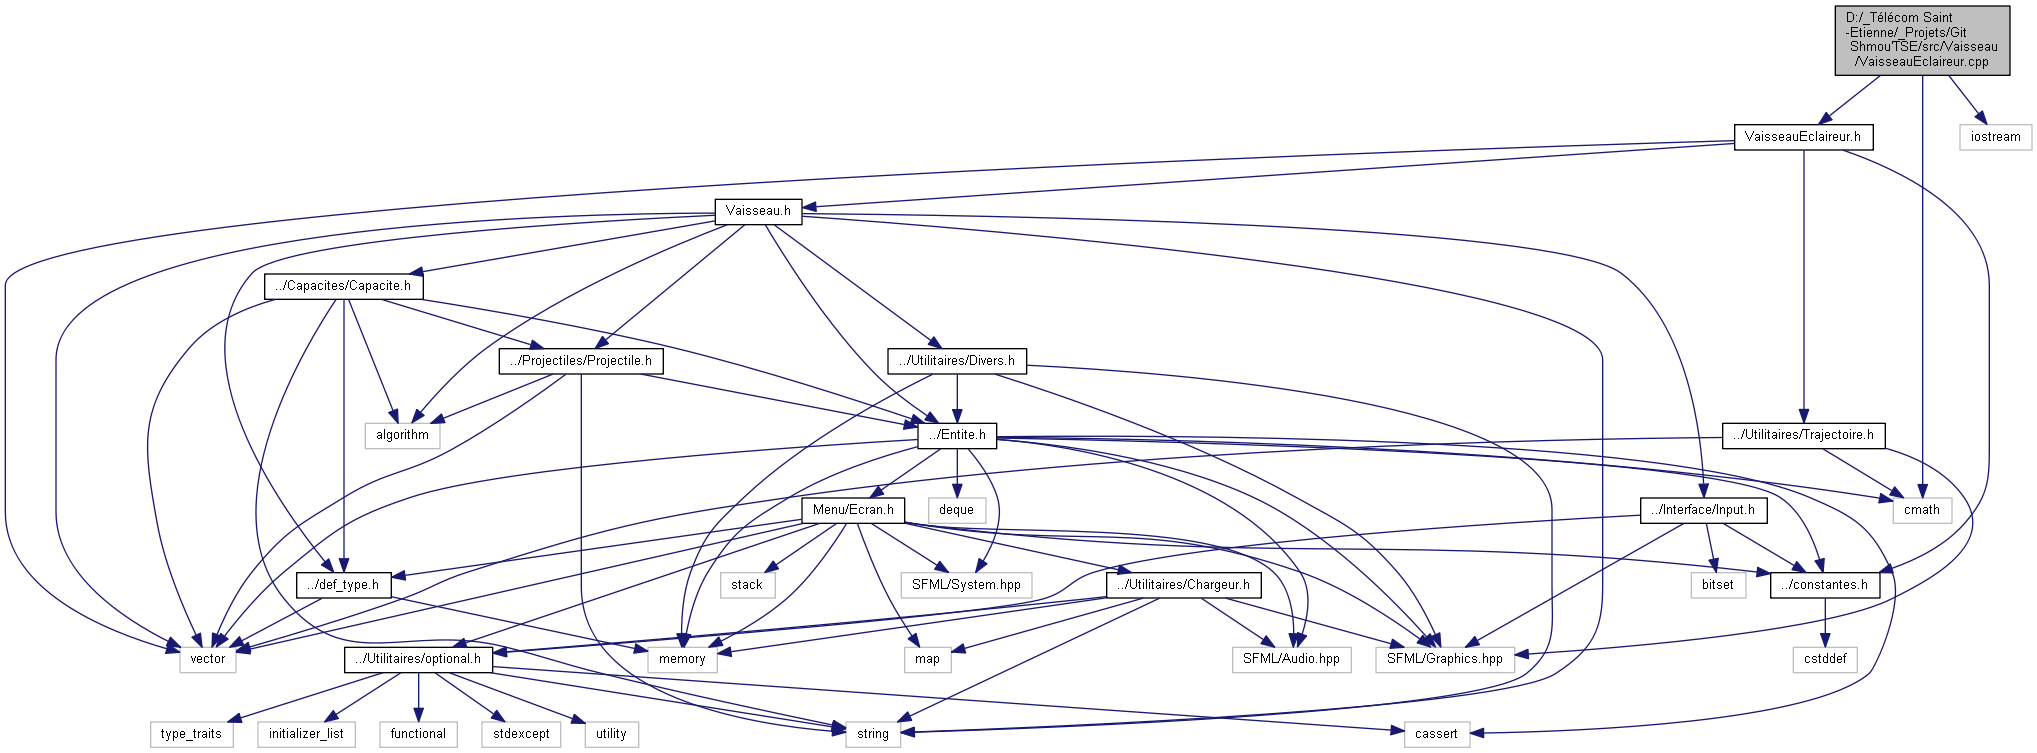 D:/_Télécom Saint
-Etienne/_Projets/Git
ShmouTSE/src/Vaisseau
/VaisseauEclaireur.cpp
VaisseauEclaireur.h
iostream
Vaisseau.h
../Capacites/Capacite.h
../Projectiles/Projectile.h
../Utilitaires/Divers.h
algorithm
../Entite.h
../Utilitaires/Trajectoire.h
Menu/Ecran.h
deque
../Interface/Input.h
cmath
../def_type.h
stack
SFML/System.hpp
../Utilitaires/Chargeur.h
bitset
../constantes.h
vector
../Utilitaires/optional.h
memory
map
SFML/Audio.hpp
SFML/Graphics.hpp
cstddef
type_traits
initializer_list
functional
stdexcept
utility
string
cassert